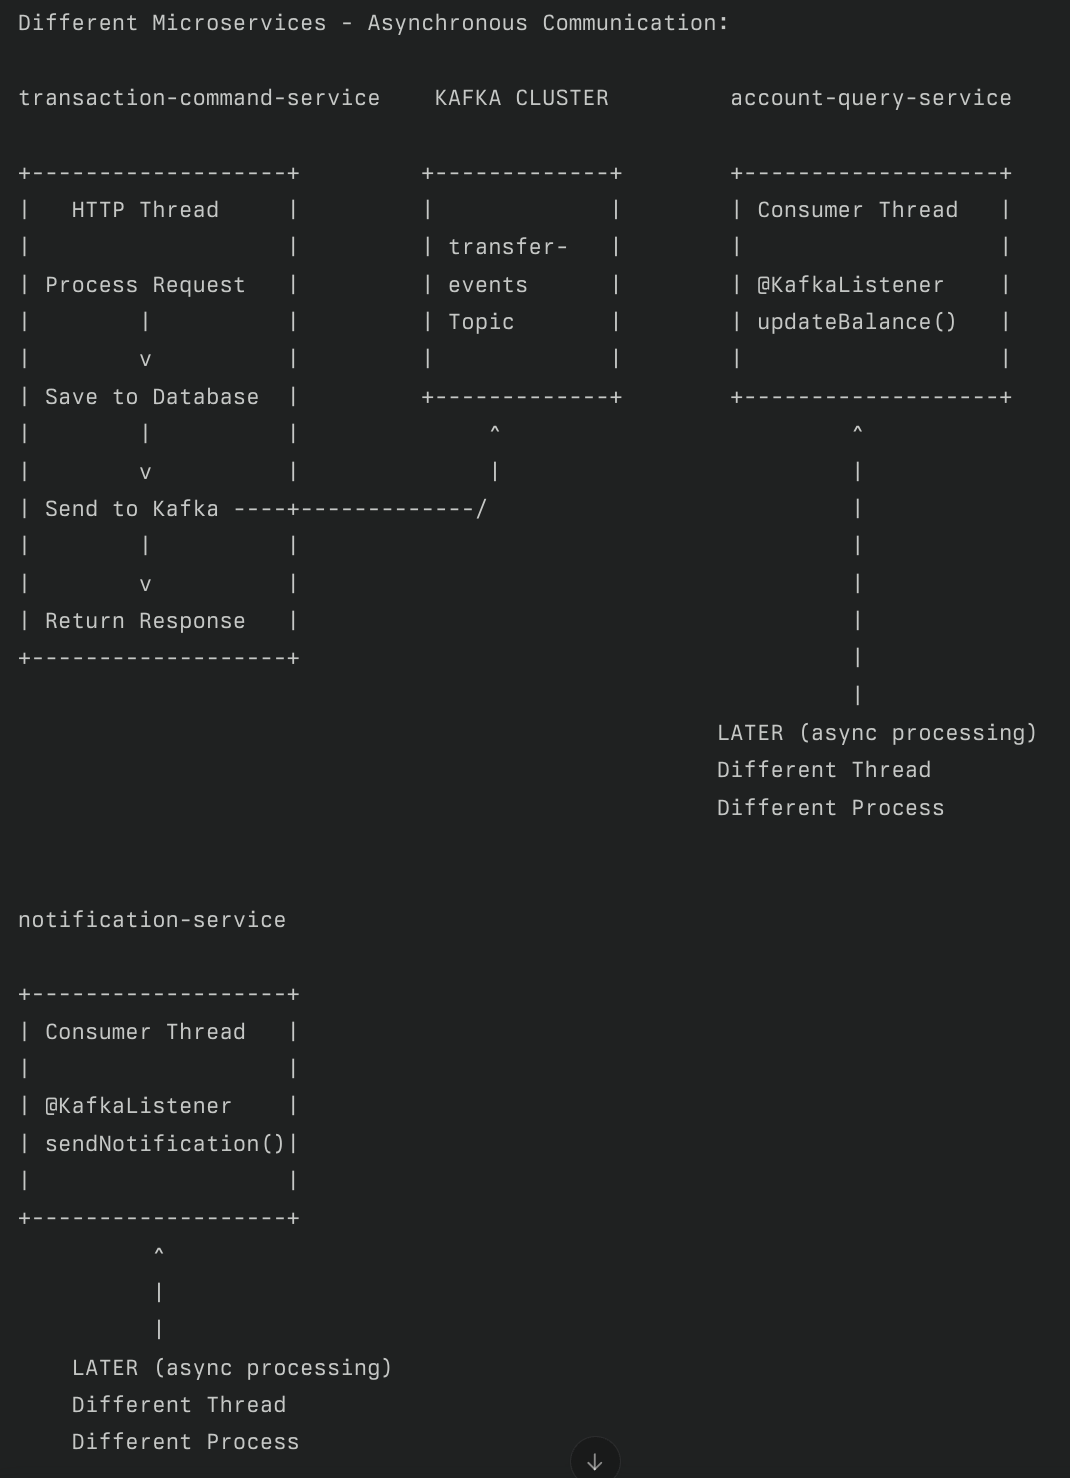 Different Microservices - Asynchronous Communication:

transaction-command-service    KAFKA CLUSTER         account-query-service

+-------------------+         +-------------+        +-------------------+
|   HTTP Thread     |         |             |        | Consumer Thread   |
|                   |         | transfer-   |        |                   |
| Process Request   |         | events      |        | @KafkaListener    |
|        |          |         | Topic       |        | updateBalance()   |
|        v          |         |             |        |                   |
| Save to Database  |         +-------------+        +-------------------+
|        |          |              ^                          ^
|        v          |              |                          |
| Send to Kafka ----+-------------/                           |
|        |          |                                         |
|        v          |                                         |
| Return Response   |                                         |
+-------------------+                                         |
                                                              |
                                                    LATER (async processing)
                                                    Different Thread
                                                    Different Process

notification-service

+-------------------+
| Consumer Thread   |
|                   |
| @KafkaListener    |
| sendNotification()|
|                   |
+-------------------+
          ^
          |
          |
    LATER (async processing)
    Different Thread
    Different Process